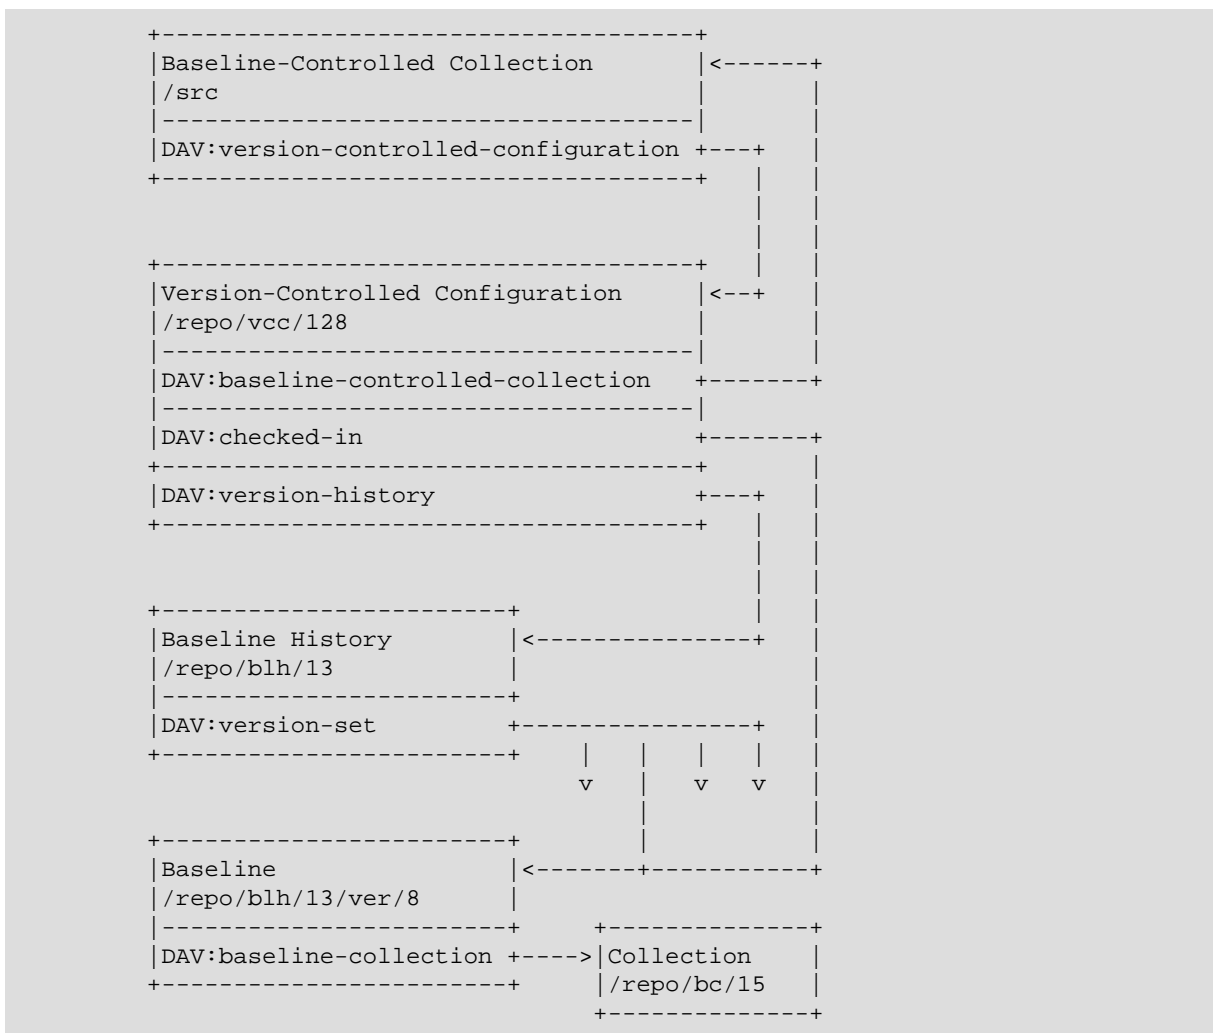 Baseline-Controlled Collection
/src
DAV:version-controlled-configuration
Version-Controlled Configuration
/repo/vcc/128
DAV:baseline-controlled-collection
DAV:checked-in
DAV:version-history
Baseline History
/repo/blh/13
DAV:version-set
v v v
Baseline
/repo/blh/13/ver/8
DAV:baseline-collection
Collection
/repo/bc/15